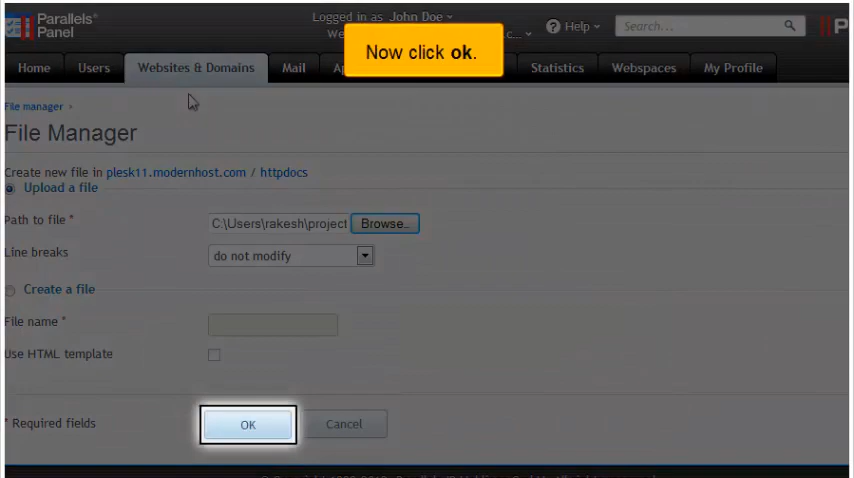 Parallels®
Panel
Logged in as John Doe
Help
Search...
P
We
c...
Now click ok.
Home
Users
Websites & Domains
Mail
Ap
Statistics
Webspaces
My Profile
File manager ›
File Manager
Create new file in plesk11.modernhost.com / httpdocs
Upload a file
Path to file *
C:\Users\rakesh\project
Browse..
Line breaks
do not modify
Create a file
File name *
Use HTML template
* Required fields
OK
Cancel